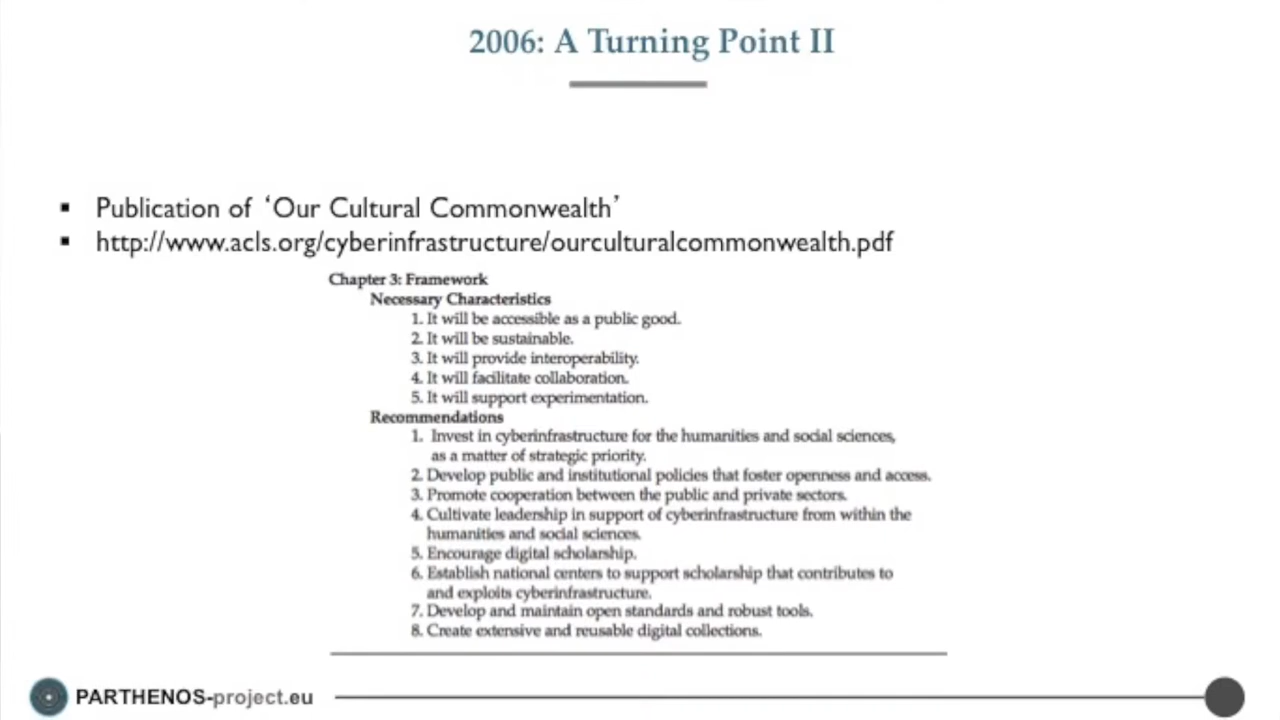 2006: A Turning Point II
▪ Publication of ‘Our Cultural Commonwealth’
▪ http://www.acls.org/cyberinfrastructure/ourculturalcommonwealth.pdf
Chapter 3: Framework
Necessary Characteristics
1. It will be accessible as a public good.
2. It will be sustainable.
3. It will provide interoperability.
4. It will facilitate collaboration.
5. It will support experimentation.
Recommendations
1. Invest in cyberinfrastructure for the humanities and social sciences,
as a matter of strategic priority.
2. Develop public and institutional policies that foster openness and access.
3. Promote cooperation between the public and private sectors.
4. Cultivate leadership in support of cyberinfrastructure from within the
humanities and social sciences.
5. Encourage digital scholarship.
6. Establish national centers to support scholarship that contributes to
and exploits cyberinfrastructure.
7. Develop and maintain open standards and robust tools.
8. Create extensive and reusable digital collections.
PARTHENOS-project.eu